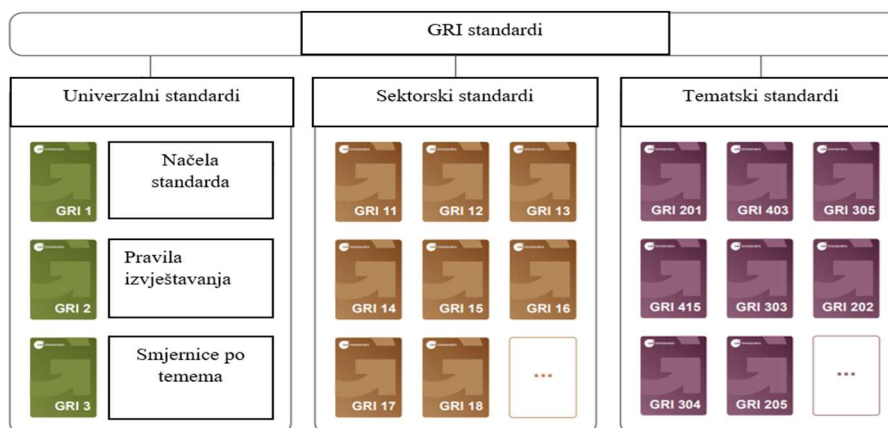 GRI standardi
Univerzalni standardi
Sektorski standardi
Tematski standardi
GRI 1
Načela
standarda
GRI 2
Pravila
izvještavanja
GRI 3
Smjernice po
temema
GRI 11
GRI 12
GRI 13
GRI 14
GRI 15
GRI 16
GRI 17
GRI 18
...
GRI 201
GRI 403
GRI 305
GRI 415
GRI 303
GRI 202
GRI 304
GRI 205
...